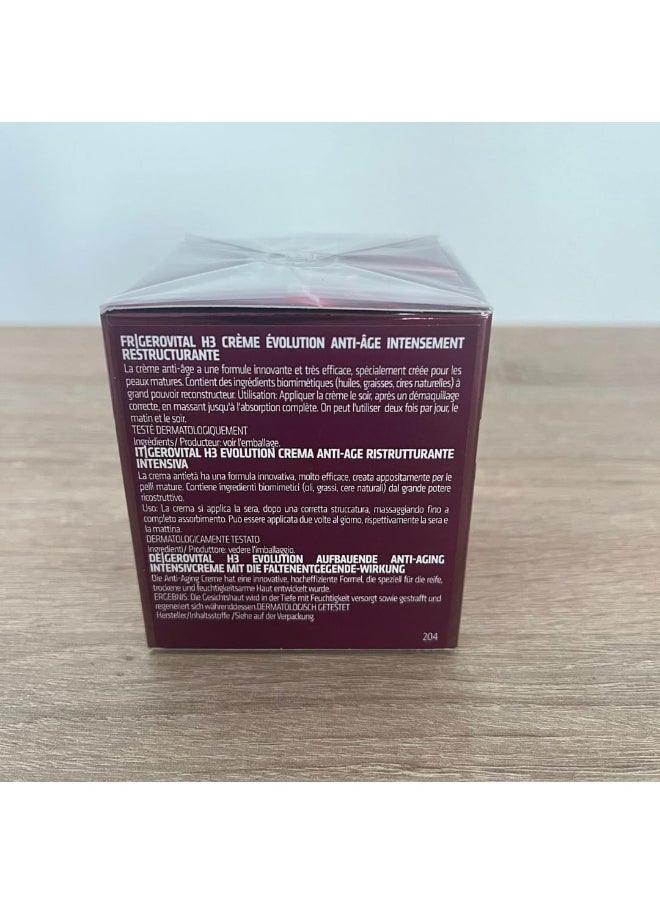 FR|GEROVITAL H3 CRÈME ÉVOLUTION ANTI-ÂGE INTENSEMENT
RESTRUCTURANTE
La crème anti-âge a une formule innovante et très efficace, spécialement créée pour les
peaux matures. Contient des ingrédients biomimétiques (huiles, graisses, cires naturelles) à
grand pouvoir reconstructeur. Utilisation: Appliquer la crème le soir, après un démaquillage
correcte, en massant jusqu'à l'absorption complète. On peut l'utiliser deux fois par jour, le
matin et le soir.
TESTÉ DERMATOLOGIQUEMENT
Ingrédients/ Producteur: voir l'emballage.
IT|GEROVITAL H3 EVOLUTION CREMA ANTI-AGE RISTRUTTURANTE
INTENSIVA
La crema antietà ha una formula innovativa, molto efficace, creata appositamente per le
pelli mature. Contiene ingredienti biomimetici (oli, grassi, cere naturali) dal grande potere
ricostruttivo.
Uso: La crema si applica la sera, dopo una corretta struccatura, massaggiando fino a
completo assorbimento. Può essere applicata due volte al giorno, rispettivamente la sera e
la mattina.
DERMATOLOGICAMENTE TESTATO
Ingredienti/ Produttore: vedere l'imballaggio.
DE|GEROVITAL H3 EVOLUTION AUFBAUENDE ANTI-AGING
INTENSIVCREME MIT DIE FALTENENTGEGENDE-WIRKUNG
Die Anti-Aging Creme hat eine innovative, hocheffiziente Formel, die speziell für die reife,
trockene und feuchtigkeitsarme Haut entwickelt wurde.
ERGEBNIS: Die Gesichtshaut wird in der Tiefe mit Feuchtigkeit versorgt sowie gestrafft und
regeneriert sich währenddessen.DERMATOLOGISCH GETESTET
Hersteller/Inhaltsstoffe /Siehe auf der Verpackung.
204